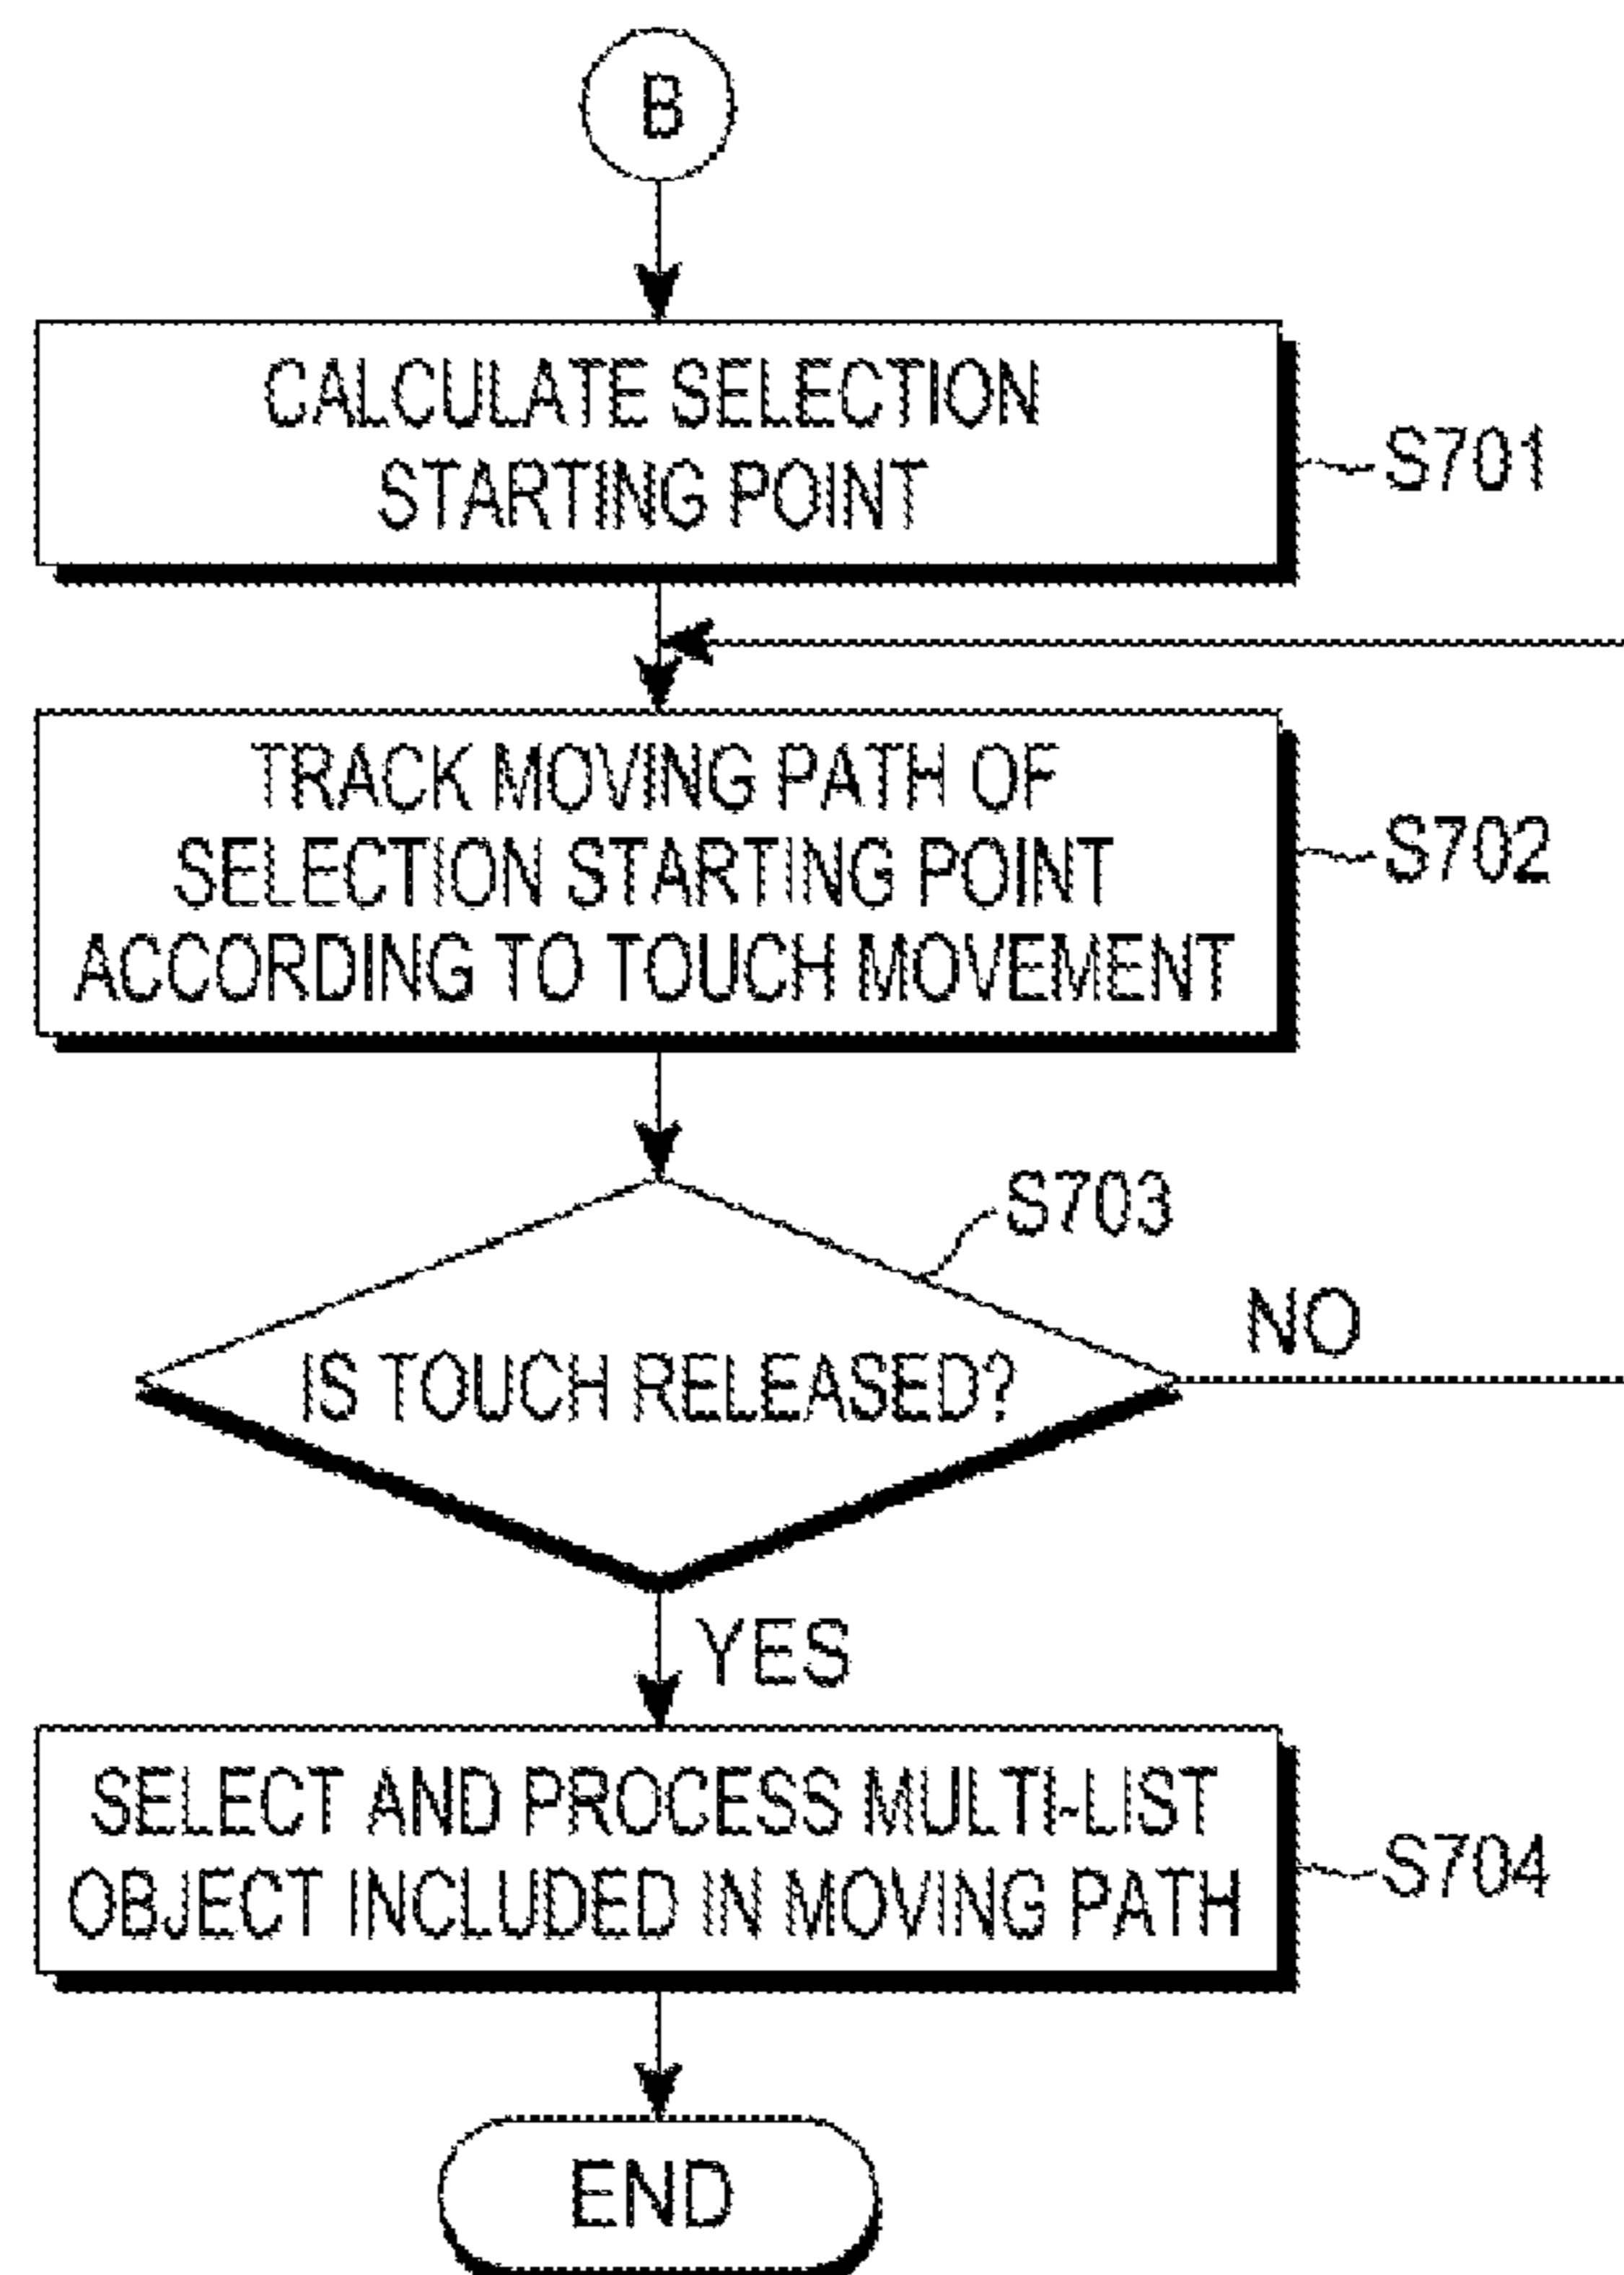 B
CALCULATE SELECTION
STARTING POINT
S701
TRACK MOVING PATH OF
SELECTION STARTING POINT
ACCORDING TO TOUCH MOVEMENT
S702
S703
IS TOUCH RELEASED?
NO
YES
SELECT AND PROCESS MULTI-LIST
OBJECT INCLUDED IN MOVING PATH
S704
END